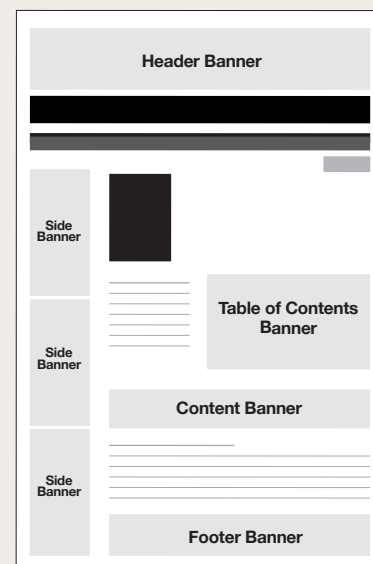 Header Banner
Side
Banner
Table of Contents
Banner
Side
Banner
Content Banner
Side
Banner
Footer Banner